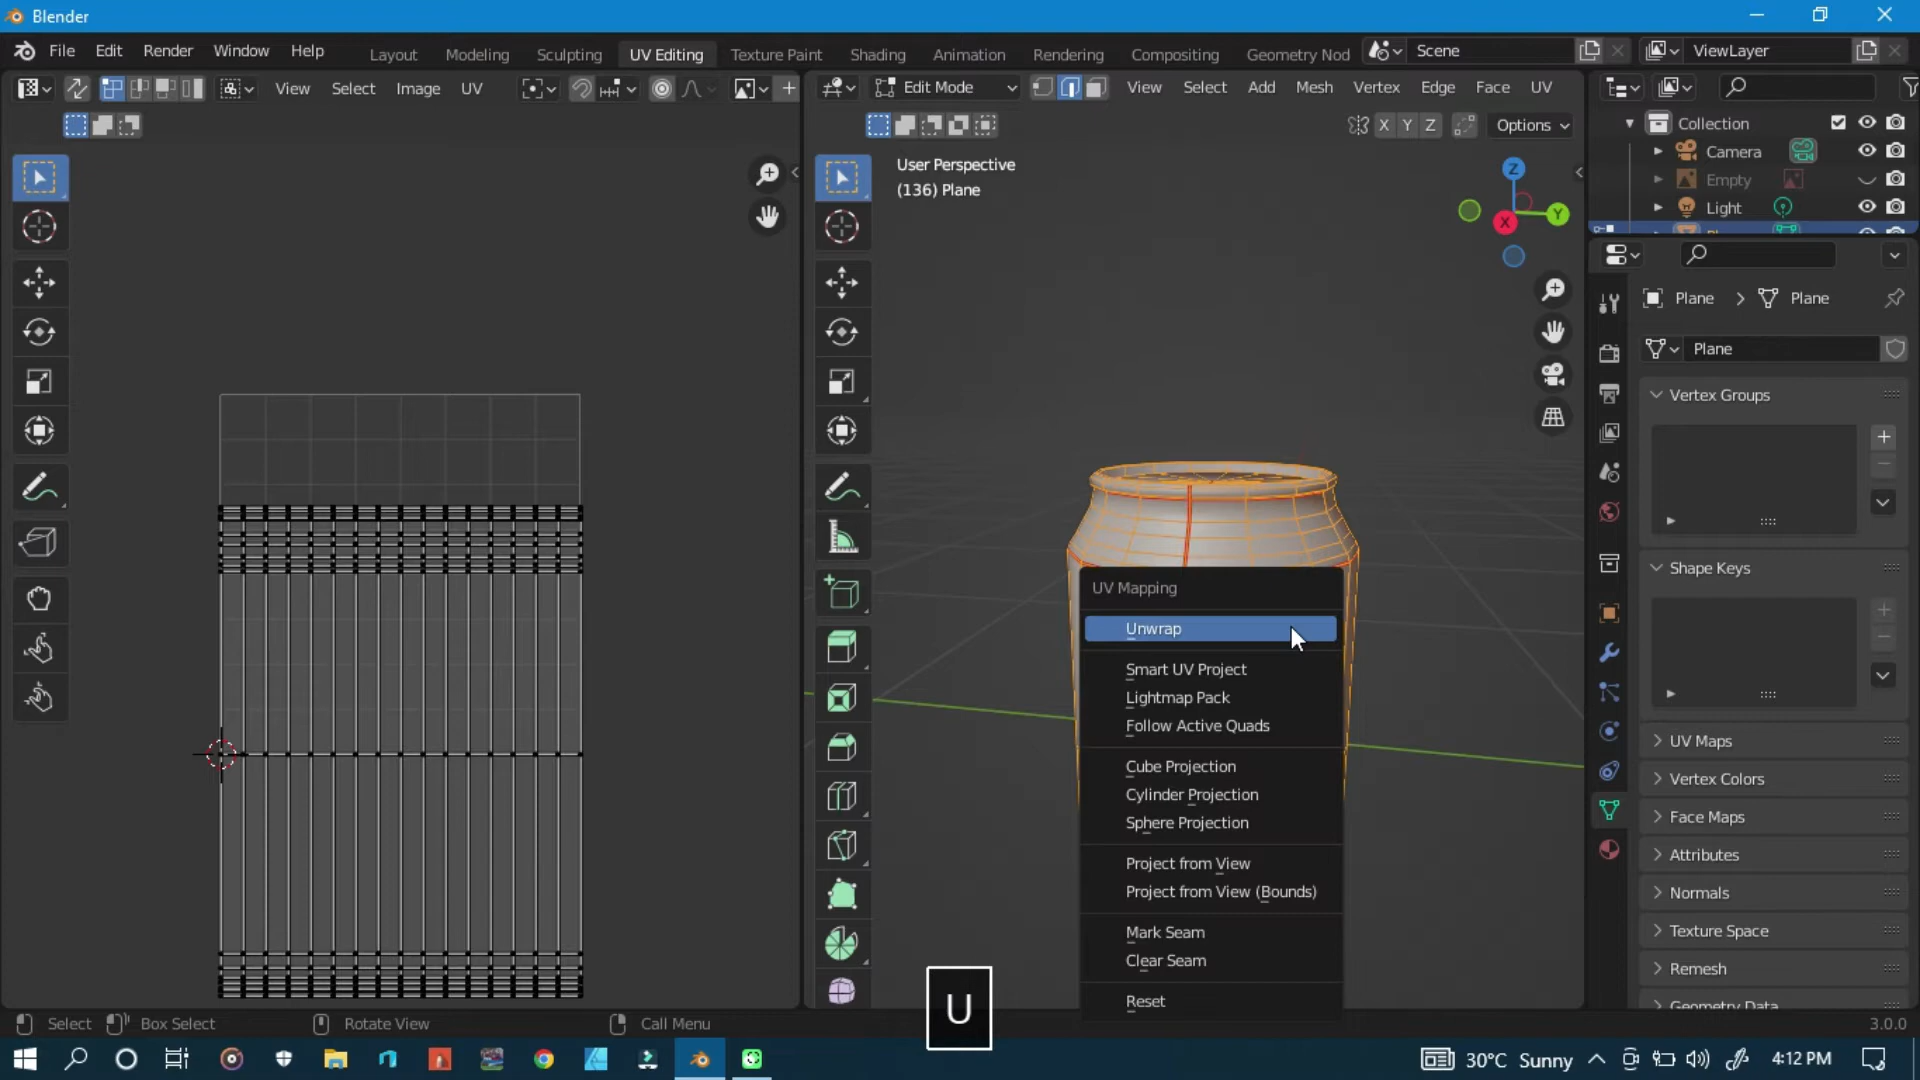 Blender
File Edit Render Window Help Layout Modeling Sculpting UV Editing Texture Paint Shading Animation Rendering Compositing Geometry Nod Scene ViewLayer
View Select Image UV Edit Mode View Select Add Mesh Vertex Edge Face UV
X Y Z Options
User Perspective
(136) Plane
Z
Y
X
Collection
Camera
Empty
Light
Plane Plane
Plane
Vertex Groups
Shape Keys
UV Maps
Vertex Colors
Face Maps
Attributes
Normals
Texture Space
Remesh
Geometry Data
UV Mapping
Unwrap
Smart UV Project
Lightmap Pack
Follow Active Quads
Cube Projection
Cylinder Projection
Sphere Projection
Project from View
Project from View (Bounds)
Mark Seam
Clear Seam
Reset
U
Select Box Select Rotate View Call Menu 3.0.0
30°C Sunny 4:12 PM